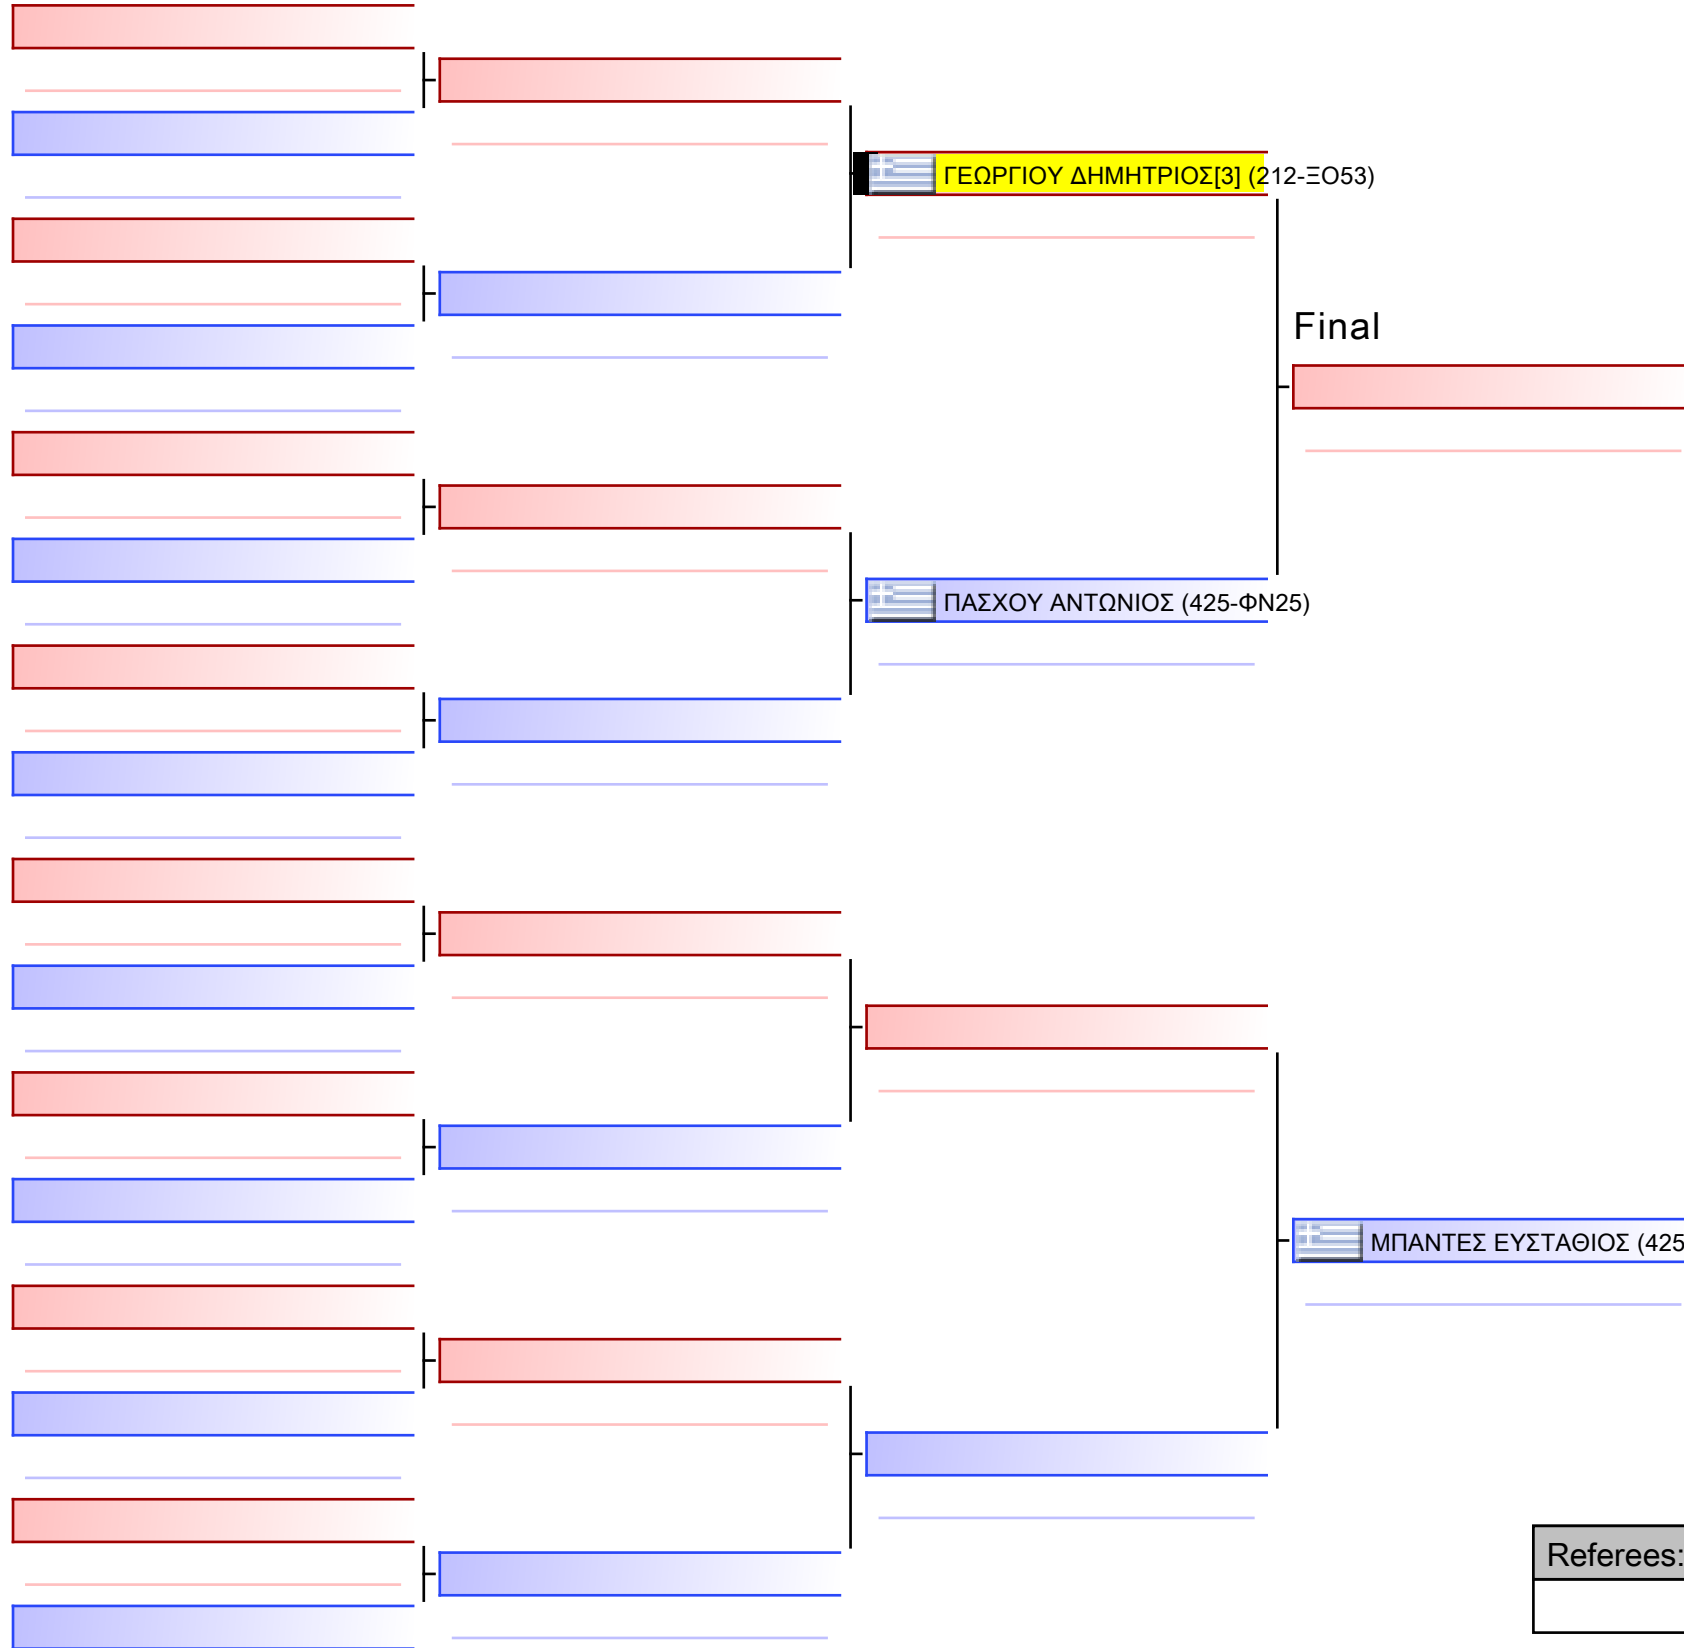 ΓΕΩΡΓΙΟΥ ΔΗΜΗΤΡΙΟΣ[3] (212-ΞΟ53)
Final
ΠΑΣΧΟΥ ΑΝΤΩΝΙΟΣ (425-ΦΝ25)
ΜΠΑΝΤΕΣ ΕΥΣΤΑΘΙΟΣ (425
Referees: